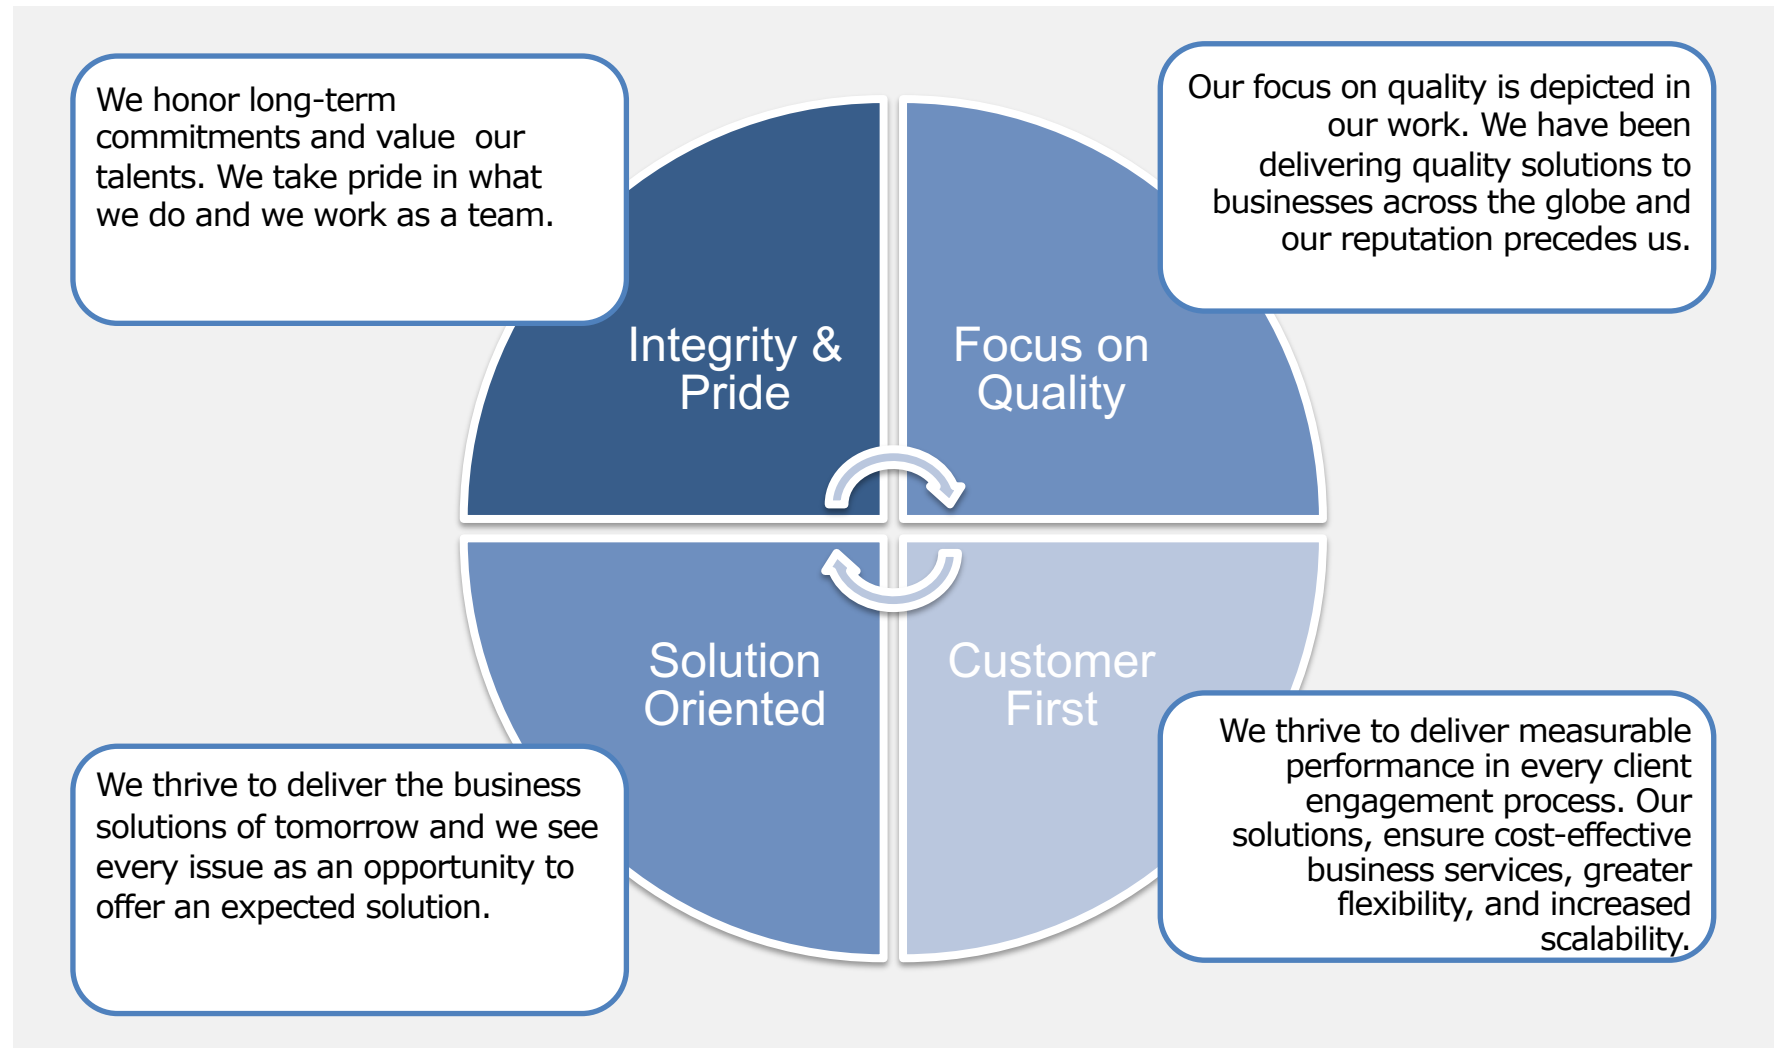 We honor long-term
commitments and value  our
talents. We take pride in what
we do and we work as a team.
Our focus on quality is depicted in
our work. We have been
delivering quality solutions to
businesses across the globe and
our reputation precedes us.
Integrity &
Pride
Focus on
Quality
Solution
Oriented
Customer
First
We thrive to deliver the business
solutions of tomorrow and we see
every issue as an opportunity to
offer an expected solution.
We thrive to deliver measurable
performance in every client
engagement process. Our
solutions, ensure cost-effective
business services, greater
flexibility, and increased
scalability.